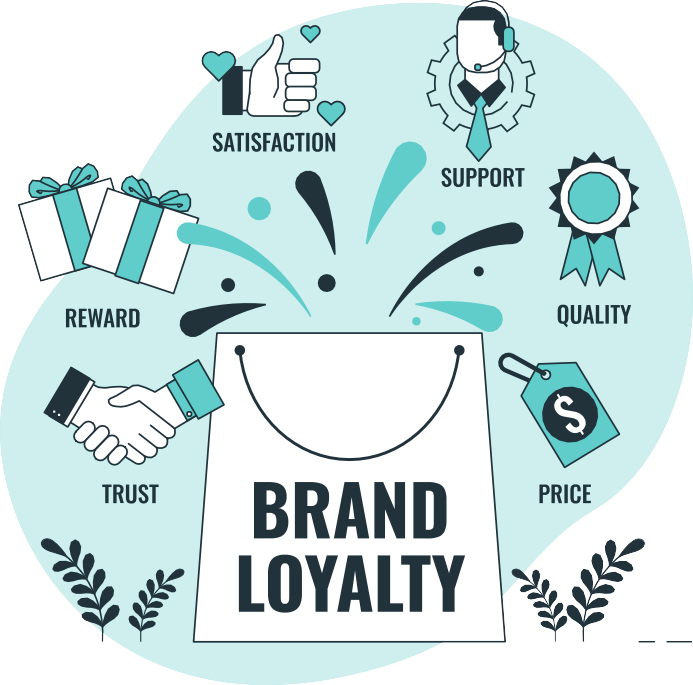 SATISFACTION
SUPPORT
REWARD
QUALITY
$
TRUST
PRICE
BRAND
LOYALTY